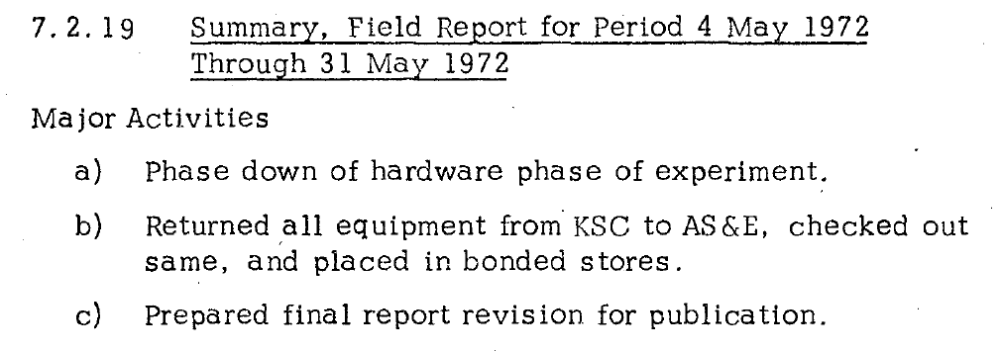 7.2.19 Summary, Field Report for Period 4 May 1972
Through 31 May 1972
Major Activities
a) Phase down of hardware phase of experiment.
b) Returned all equipment from KSC to AS&E, checked out
same, and placed in bonded stores.
c) Prepared final report revision for publication.